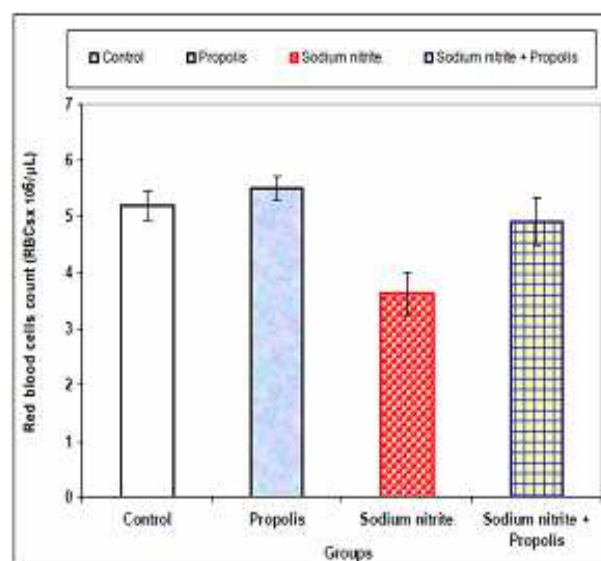 Control Propolis Sodium nitrite Sodium nitrite + Propolis
7
6
5
4
3
2
1
0
Red blood cells count (RBCsx 106/µL)
Control Propolis Sodium nitrite Sodium nitrite +
Propolis
Groups